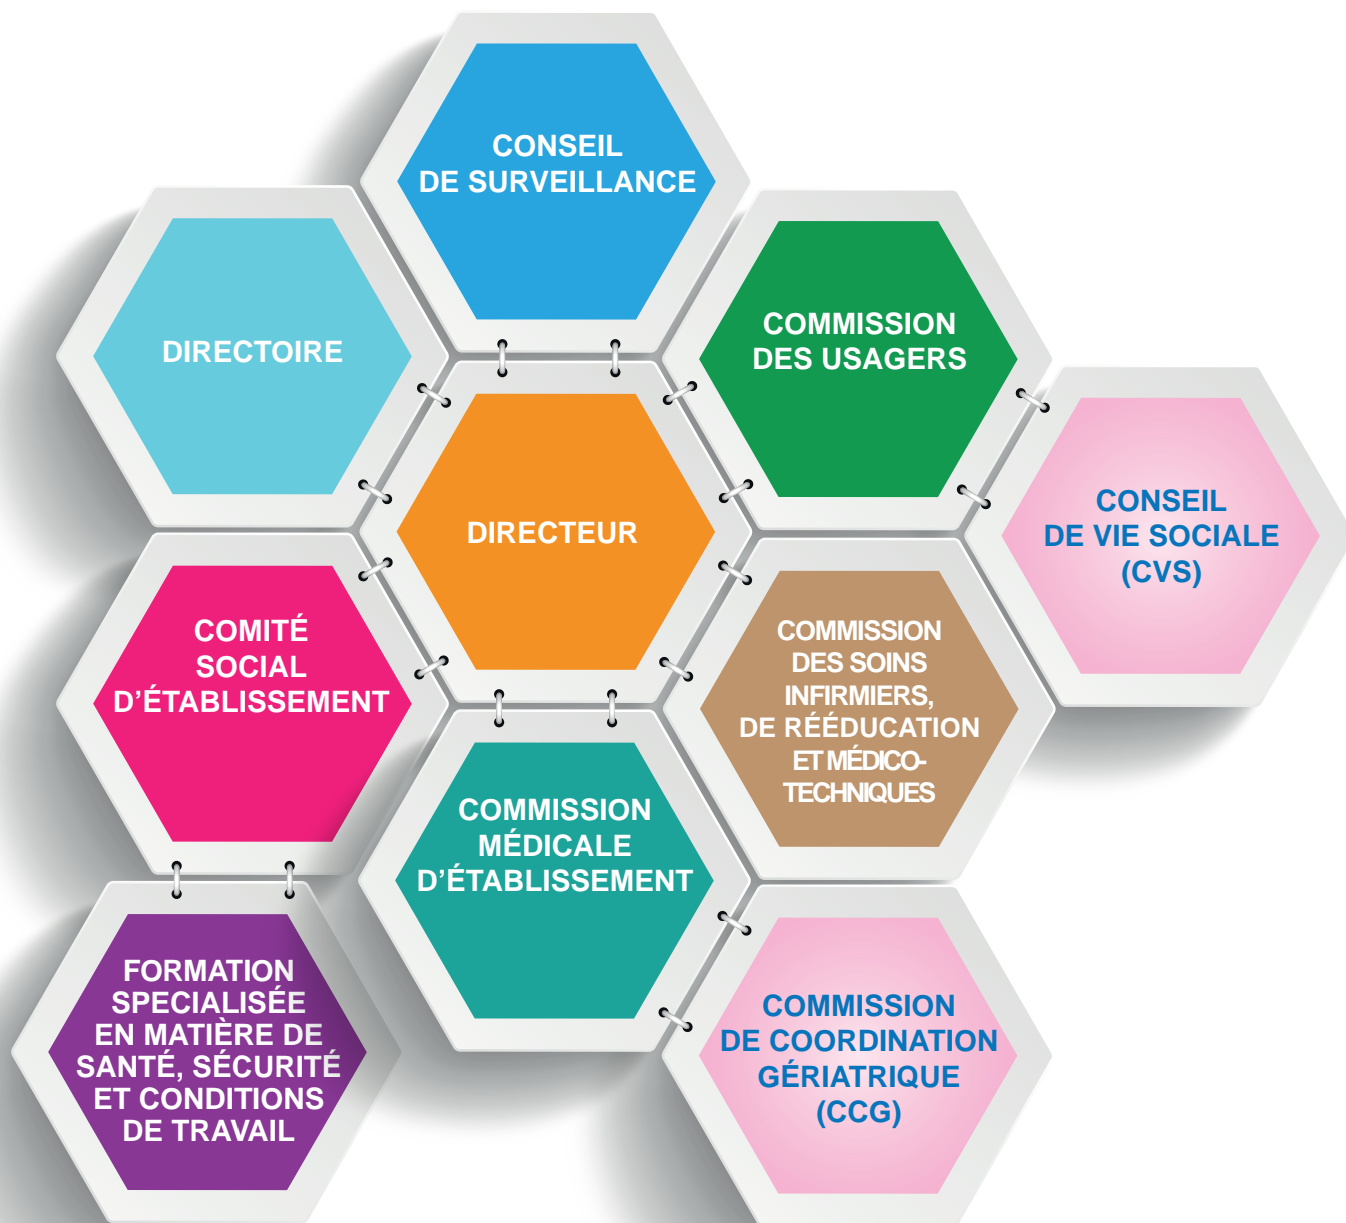 CONSEIL
DE SURVEILLANCE
DIRECTOIRE
COMMISSION
DES USAGERS
DIRECTEUR
CONSEIL
DE VIE SOCIALE
(CVS)
COMITÉ
SOCIAL
D’ÉTABLISSEMENT
COMMISSION
DES SOINS
INFIRMIERS,
DE RÉÉDUCATION
ET MÉDICO-
TECHNIQUES
COMMISSION
MÉDICALE
D’ÉTABLISSEMENT
FORMATION
SPECIALISÉE
EN MATIÈRE DE
SANTÉ, SÉCURITÉ
ET CONDITIONS
DE TRAVAIL
COMMISSION
DE COORDINATION
GÉRIATRIQUE
(CCG)